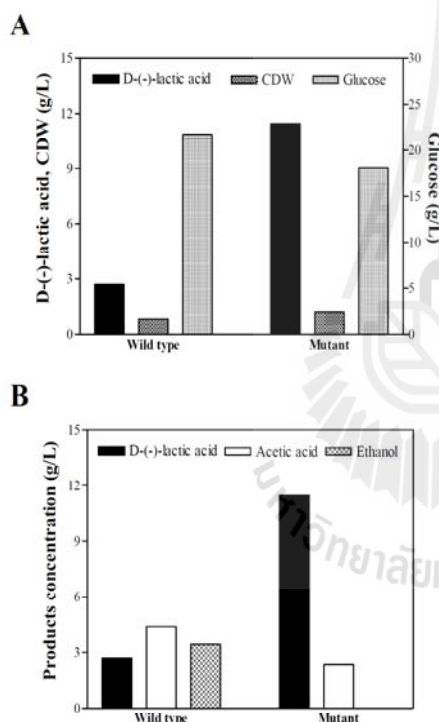 A
D-(-)-lactic acid CDW Glucose
D-(-)-lactic acid, CDW (g/L)
15
12
9
6
3
0
Glucose (g/L)
30
25
20
15
10
5
0
Wild type Mutant
B
D-(-)-lactic acid Acetic acid Ethanol
Products concentration (g/L)
15
12
9
6
3
0
Wild type Mutant